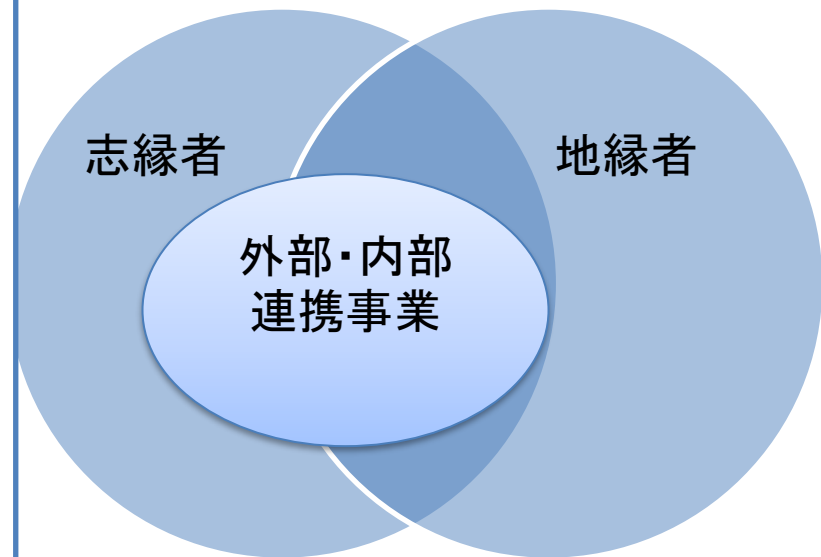 志縁者
地縁者
外部・内部
連携事業